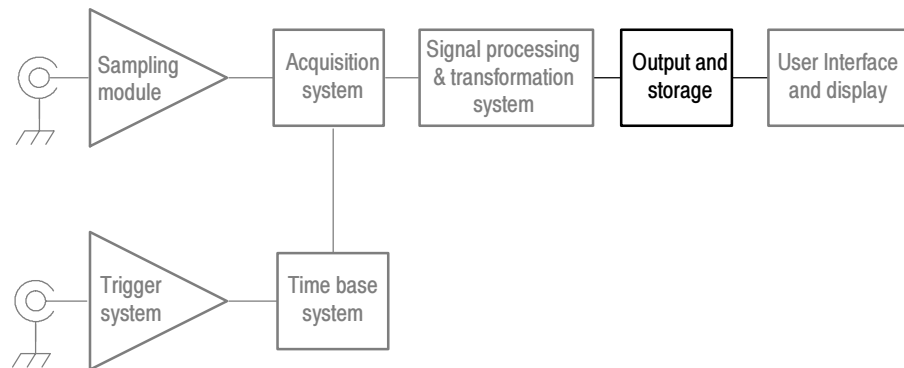 Sampling
module
Acquisition
system
Signal processing
& transformation
system
Output and
storage
User Interface
and display
Trigger
system
Time base
system